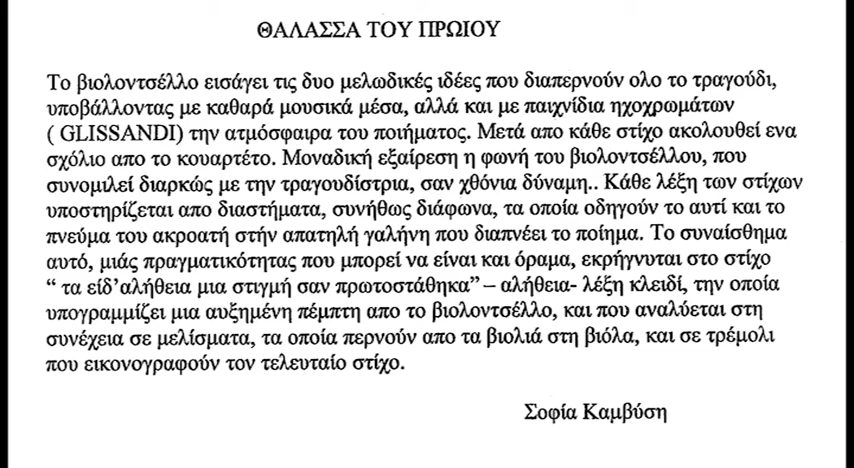 ΘΑΛΑΣΣΑ ΤΟΥ ΠΡΩΙΟΥ
Το βιολοντσέλλο εισάγει τις δυο μελωδικές ιδέες που διαπερνούν ολο το τραγούδι,
υποβάλλοντας με καθαρά μουσικά μέσα, αλλά και με παιχνίδια ηχοχρωμάτων
( GLISSANDI) την ατμόσφαιρα του ποιήματος. Μετά απο κάθε στίχο ακολουθεί ενα
σχόλιο απο το κουαρτέτο. Μοναδική εξαίρεση η φωνή του βιολοντσέλλου, που
συνομιλεί διαρκώς με την τραγουδίστρια, σαν χθόνια δύναμη.. Κάθε λέξη των στίχων
υποστηρίζεται απο διαστήματα, συνήθως διάφωνα, τα οποία οδηγούν το αυτί και το
πνεύμα του ακροατή στήν απατηλή γαλήνη που διαπνέει το ποίημα. Το συναίσθημα
αυτό, μιάς πραγματικότητας που μπορεί να είναι και όραμα, εκρήγνυται στο στίχο
“ τα είδ’αλήθεια μια στιγμή σαν πρωτοστάθηκα” – αλήθεια- λέξη κλειδί, την οποία
υπογραμμίζει μια αυξημένη πέμπτη απο το βιολοντσέλλο, και που αναλύεται στη
συνέχεια σε μελίσματα, τα οποία περνούν απο τα βιολιά στη βιόλα, και σε τρέμολι
που εικονογραφούν τον τελευταίο στίχο.
Σοφία Καμβύση